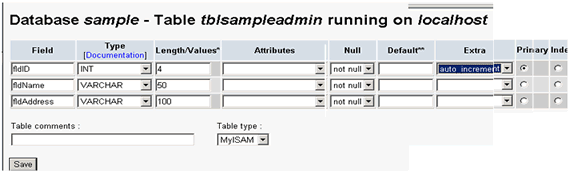 Database sample - Table tblsampleadmin running on localhost
Field Type [Documentation] Length/Values* Attributes Null Default** Extra Primary Inde
fldID INT 4 not null auto_increment
fldName VARCHAR 50 not null
fldAddress VARCHAR 100 not null
Table comments : Table type :
MyISAM
Save